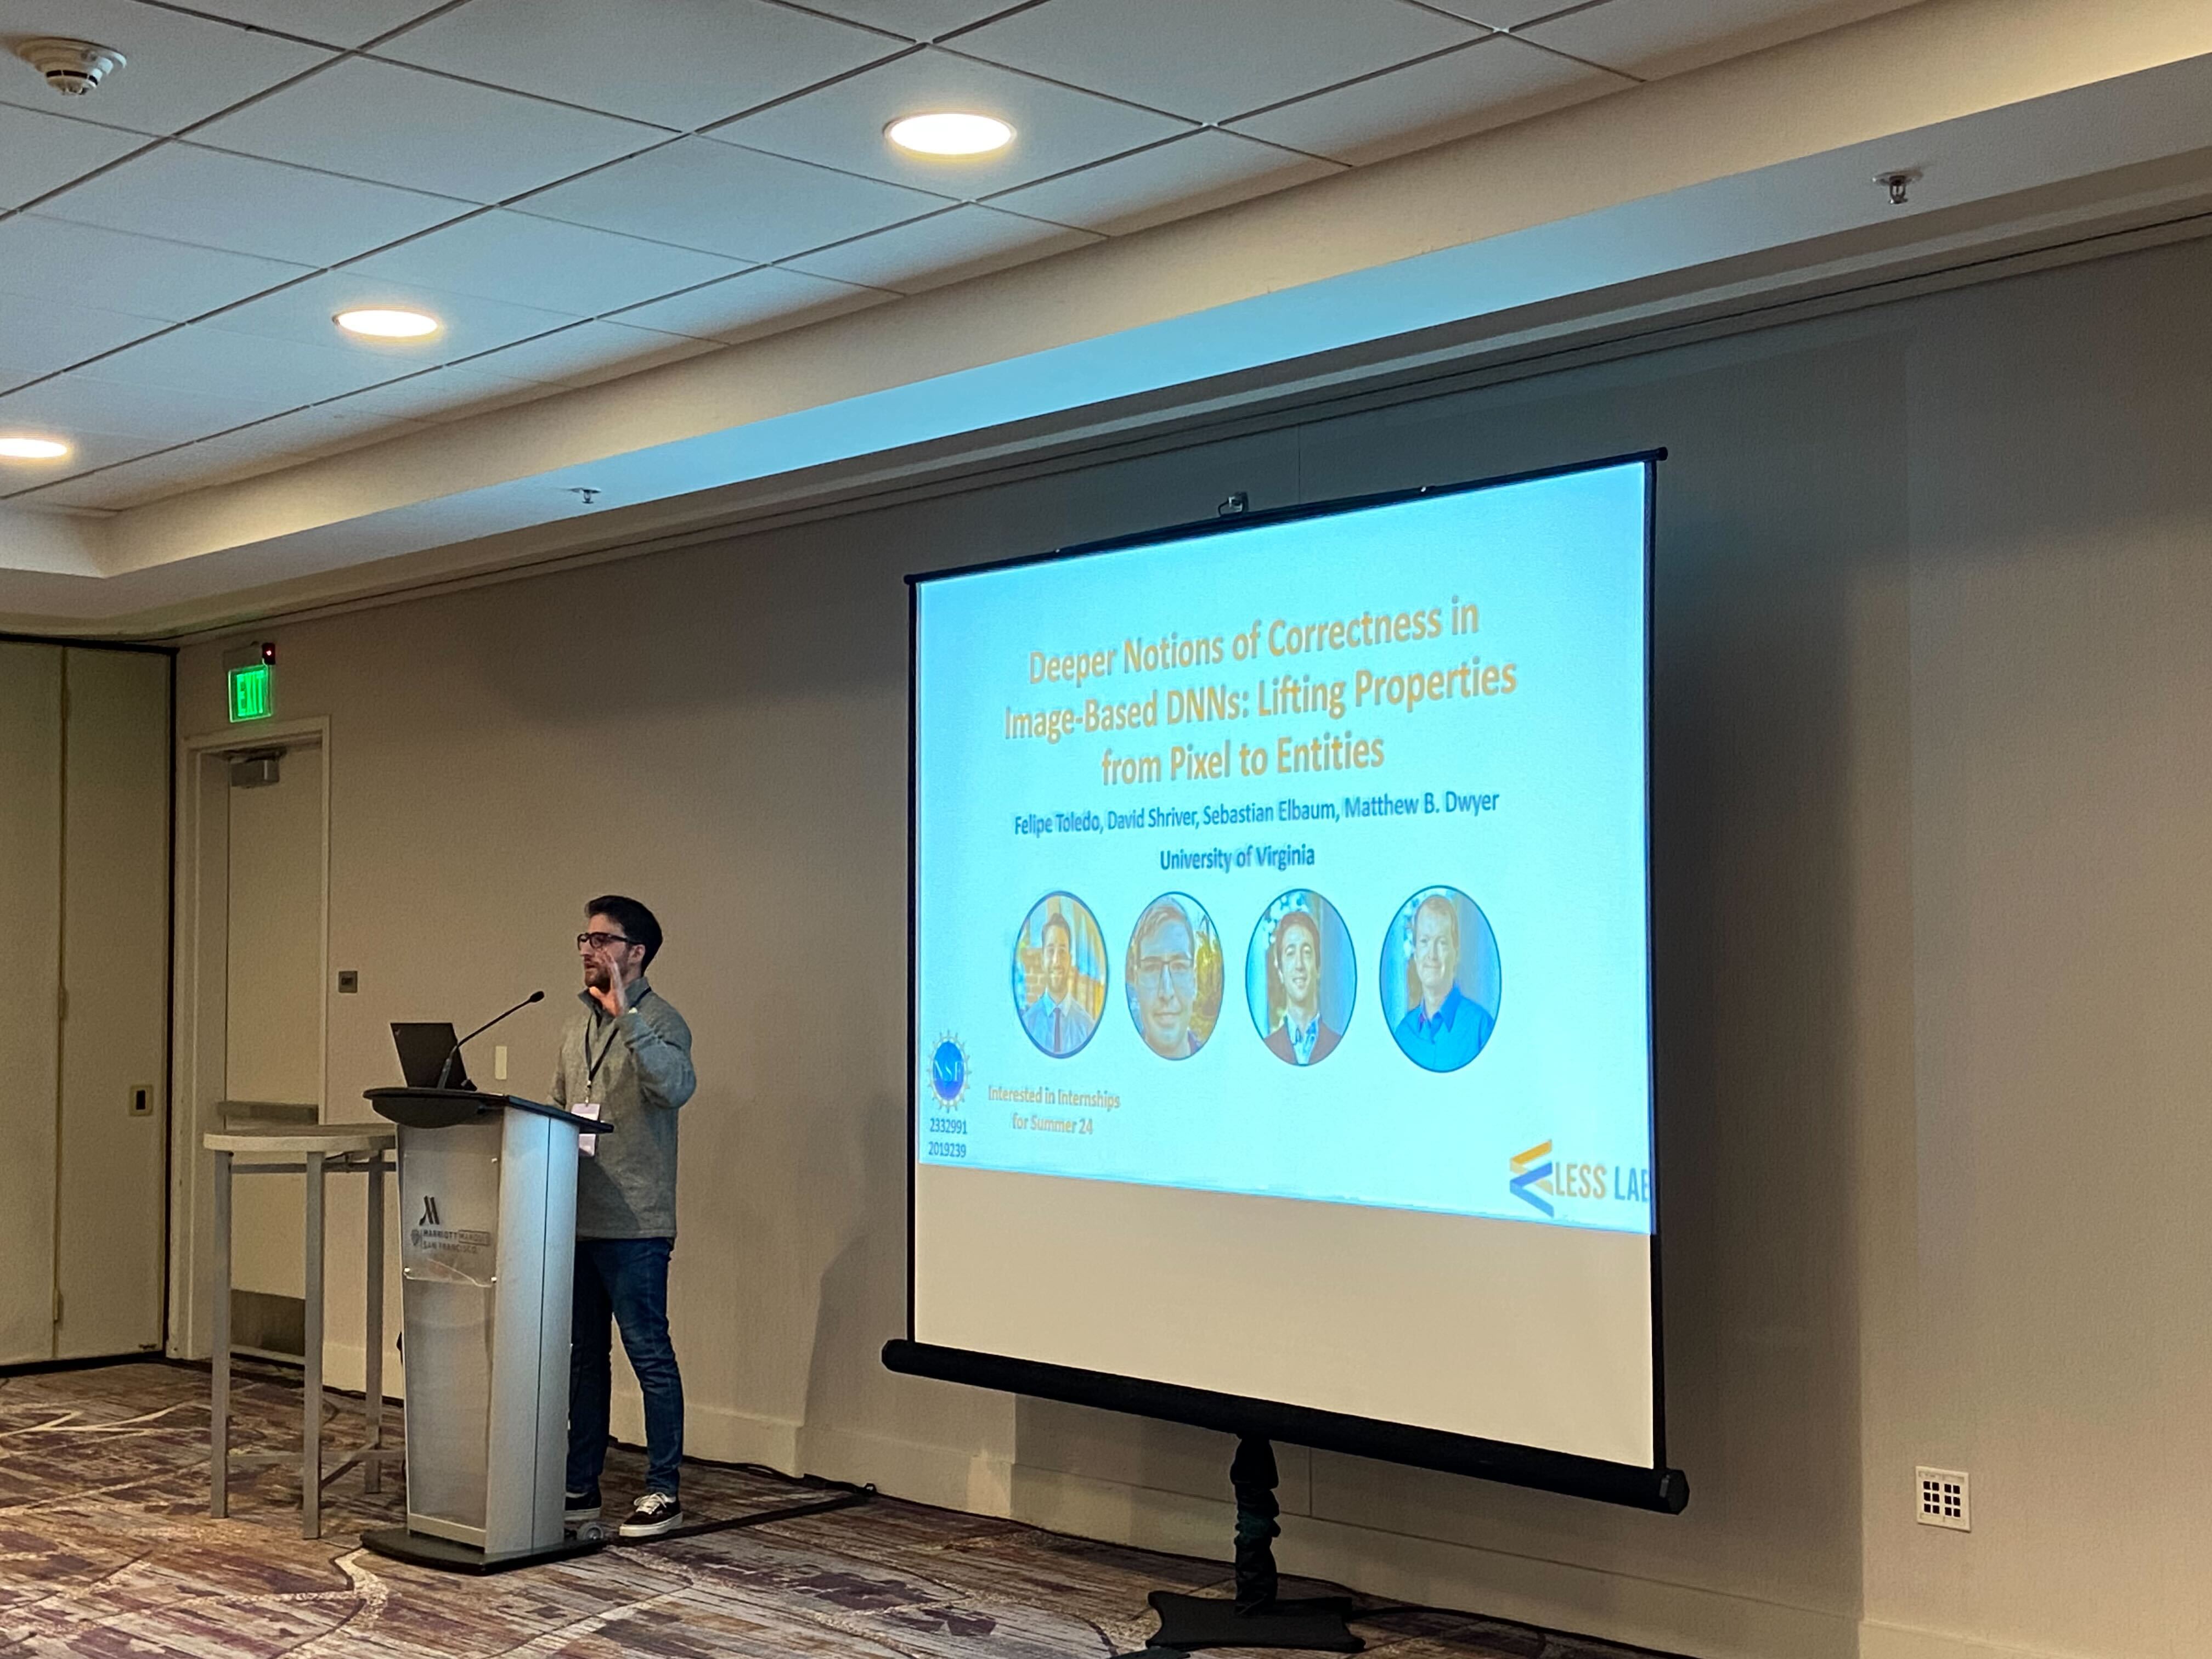 EXIT
Deeper Notions of Correctness in
Image-Based DNNs: Lifting Properties
from Pixel to Entities
Felipe Toledo, David Shriver, Sebastian Elbaum, Matthew B. Dwyer
University of Virginia
NSF
2332991
2019239
Interested in Internships
for Summer 24
LESS LAB
MARRIOTT MARQUIS
SAN FRANCISCO